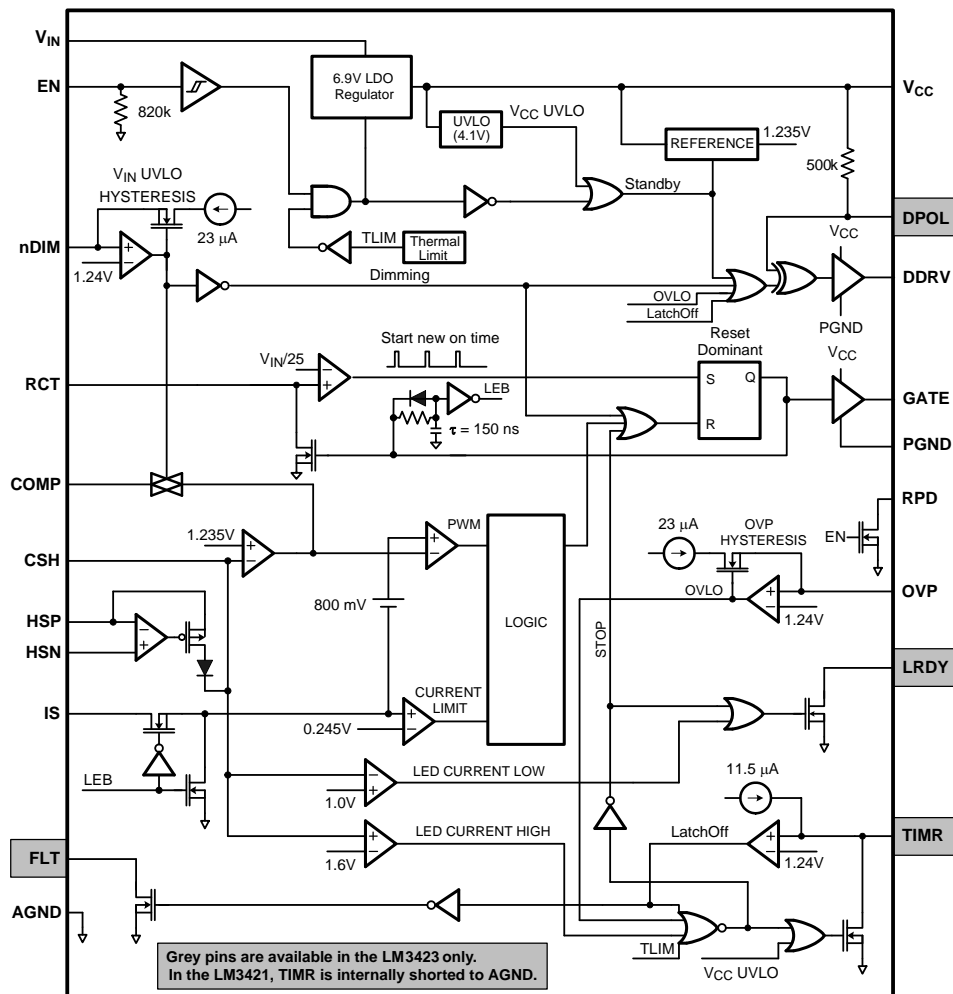 VIN
EN
820k
6.9V LDO
Regulator
UVLO
(4.1V)
VCC UVLO
REFERENCE
1.235V
VCC
500k
VIN UVLO
HYSTERESIS
23 µA
Standby
DPOL
nDIM
1.24V
TLIM
Thermal
Limit
Dimming
OVLO
LatchOff
VCC
PGND
DDRV
Start new on time
Reset
Dominant
VIN/25
RCT
LEB
τ = 150 ns
S
Q
R
VCC
GATE
PGND
COMP
RPD
EN
1.235V
CSH
PWM
23 µA
OVP
HYSTERESIS
OVLO
OVP
1.24V
HSP
HSN
800 mV
LOGIC
STOP
LRDY
IS
CURRENT
LIMIT
0.245V
LEB
LED CURRENT LOW
1.0V
11.5 µA
LED CURRENT HIGH
1.6V
LatchOff
TIMR
1.24V
FLT
AGND
TLIM
VCC UVLO
Grey pins are available in the LM3423 only.
In the LM3421, TIMR is internally shorted to AGND.